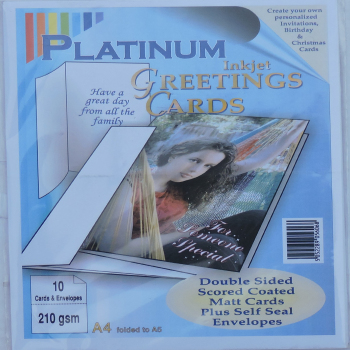 PLATINUM
Create your own
personalized
Invitations,
Birthday
& Christmas
Cards
Inkjet
GREETINGS
CARDS
Have a
great day
from all the
family
For
Someone
Special
10
Cards & Envelopes
210 gsm
A4 folded to A5
Double Sided
Scored Coated
Matt Cards
Plus Self Seal
Envelopes